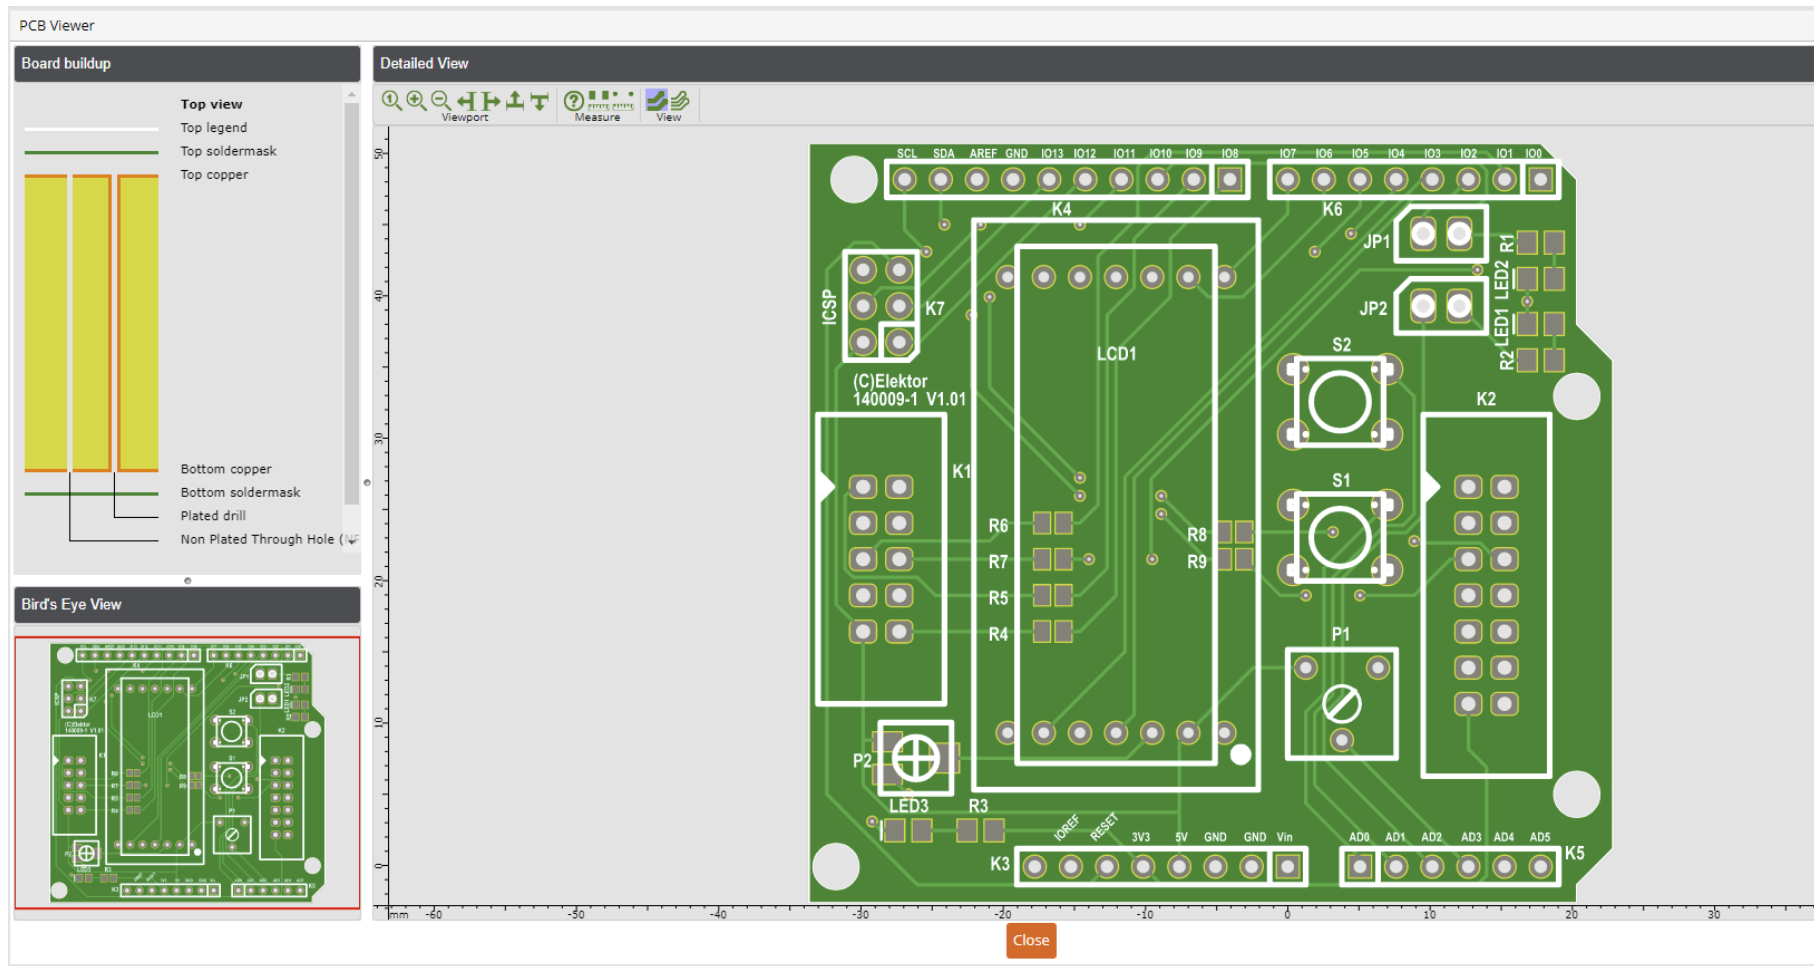 PCB Viewer
Board buildup
Top view
Top legend
Top soldermask
Top copper
Bottom copper
Bottom soldermask
Plated drill
Non Plated Through Hole (NF
Bird's Eye View
Detailed View
Viewport
Measure
View
50
40
30
20
10
0
mm -60 -50 -40 -30 -20 -10 0 10 20 30
SCL SDA AREF GND IO13 IO12 IO11 IO10 IO9 IO8 IO7 IO6 IO5 IO4 IO3 IO2 IO1 IO0
K4
K6
JP1
R1
LED2
ICSP
K7
JP2
LED1
R2
LCD1
S2
(C)Elektor
140009-1 V1.01
K2
K1
S1
R6
R8
R7
R9
R5
R4
P1
P2
LED3
R3
IOREF RESET 3V3 5V GND GND Vin AD0 AD1 AD2 AD3 AD4 AD5
K3
K5
Close